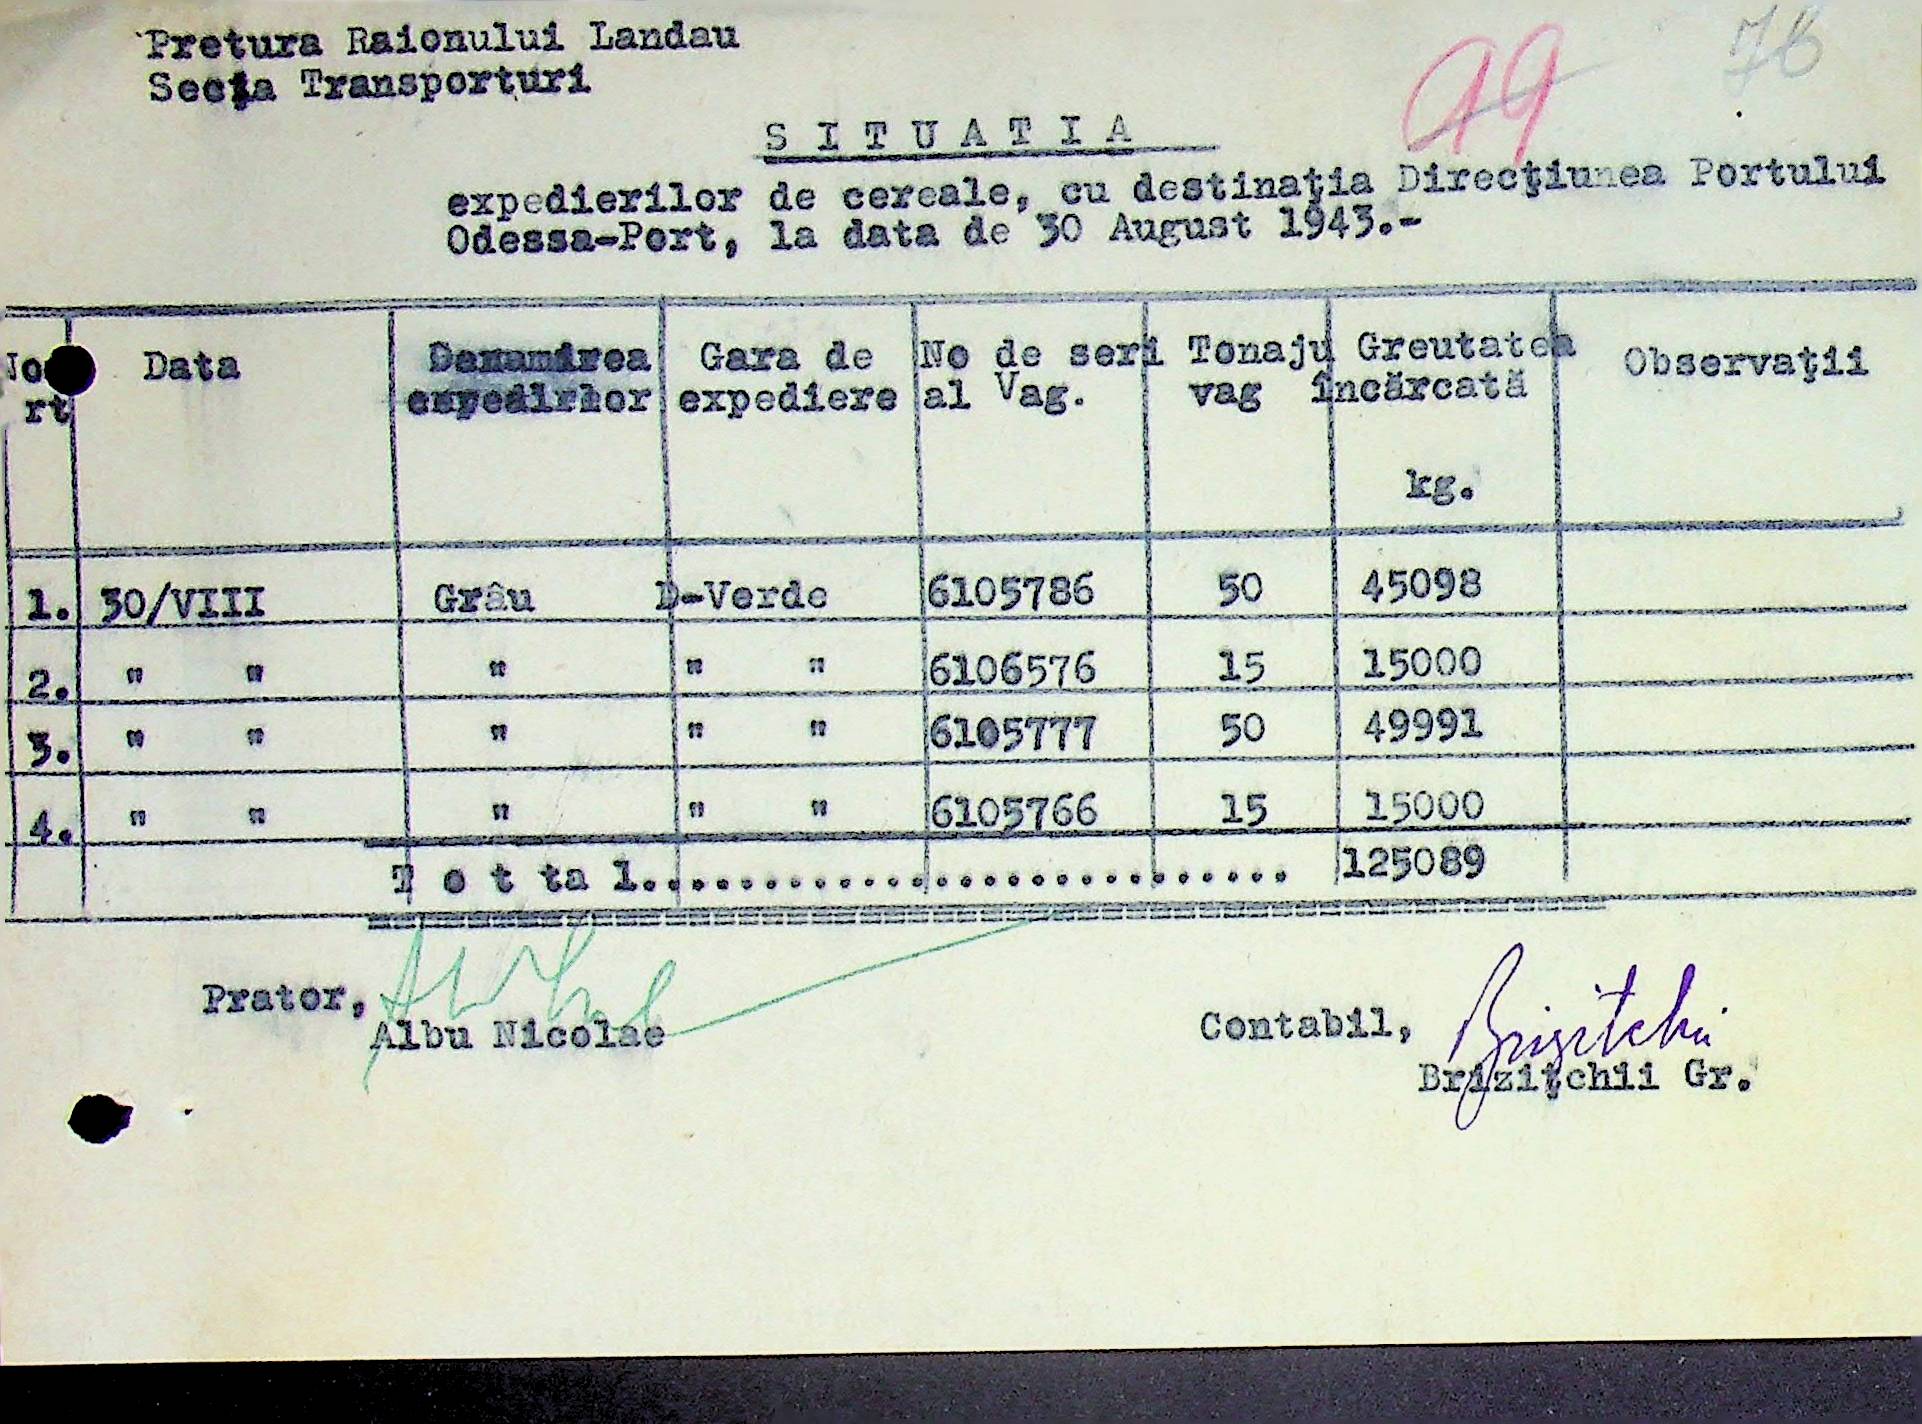 Pretura Raionului Landau
Secţia Transporturi
99
76
S I T U A T I A
expedierilor de cereale, cu destinaţia Direcţiunea Portului
Odessa-Port, la data de 30 August 1943.-
No Data Denumirea Gara de No de seri Tonaju Greutatea Observaţii
rt expedirlor expediere al Vag. vag încărcată
kg.
1. 30/VIII Grâu D-Verde 6105786 50 45098
2. " " " " " 6106576 15 15000
3. " " " " " 6105777 50 49991
4. " " " " " 6105766 15 15000
T o t ta l.............................. 125089
Prator,
Albu Nicolae
Contabil, Brizitchii
Briziţchii Gr.